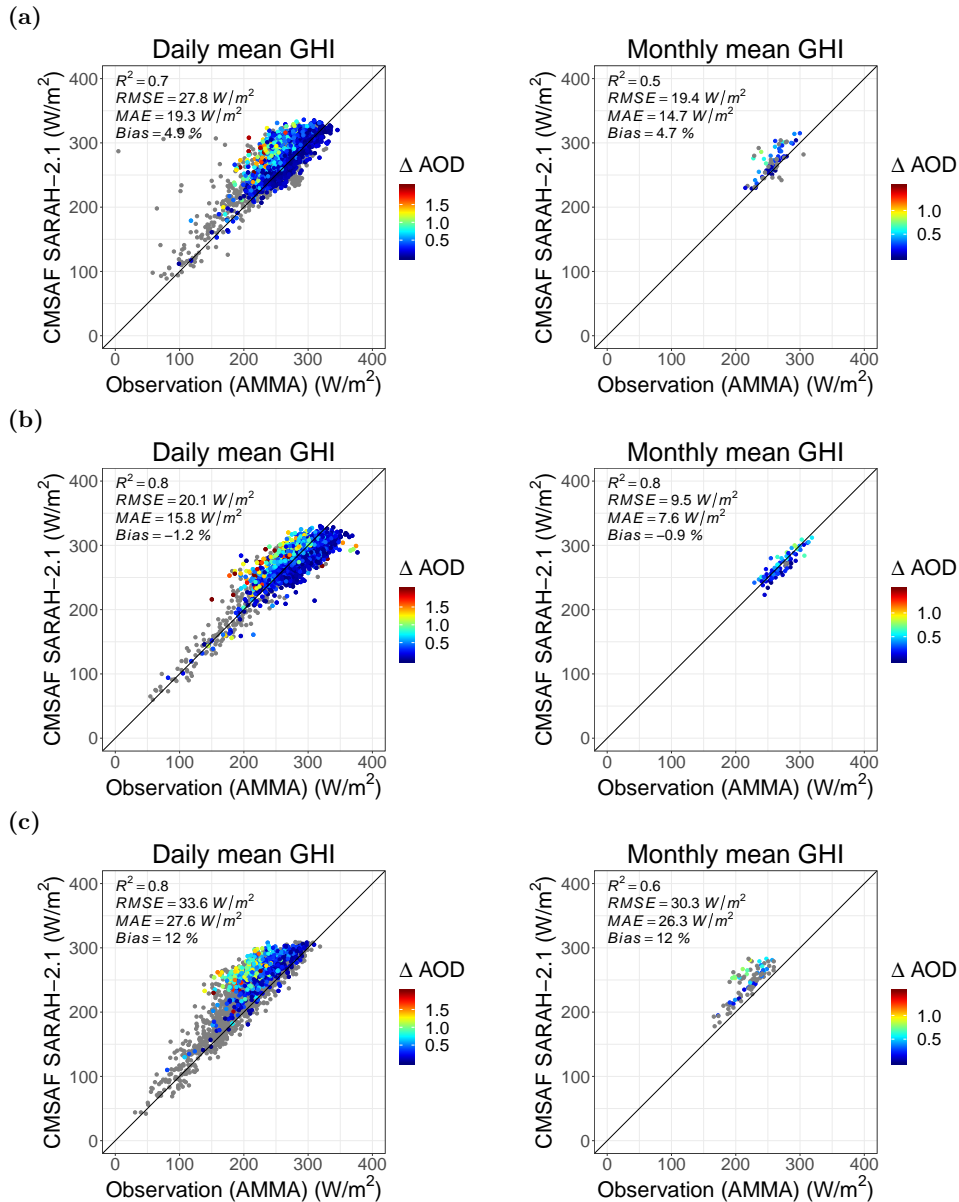 (a)
Daily mean GHI
CMSAF SARAH−2.1 (W/m²)
400
300
200
100
0
R² = 0.7
RMSE = 27.8 W/m²
MAE = 19.3 W/m²
Bias = 4.9 %
0 100 200 300 400
Observation (AMMA) (W/m²)
Δ AOD
1.5
1.0
0.5
Monthly mean GHI
CMSAF SARAH−2.1 (W/m²)
400
300
200
100
0
R² = 0.5
RMSE = 19.4 W/m²
MAE = 14.7 W/m²
Bias = 4.7 %
0 100 200 300 400
Observation (AMMA) (W/m²)
Δ AOD
1.0
0.5
(b)
Daily mean GHI
CMSAF SARAH−2.1 (W/m²)
400
300
200
100
0
R² = 0.8
RMSE = 20.1 W/m²
MAE = 15.8 W/m²
Bias = −1.2 %
0 100 200 300 400
Observation (AMMA) (W/m²)
Δ AOD
1.5
1.0
0.5
Monthly mean GHI
CMSAF SARAH−2.1 (W/m²)
400
300
200
100
0
R² = 0.8
RMSE = 9.5 W/m²
MAE = 7.6 W/m²
Bias = −0.9 %
0 100 200 300 400
Observation (AMMA) (W/m²)
Δ AOD
1.0
0.5
(c)
Daily mean GHI
CMSAF SARAH−2.1 (W/m²)
400
300
200
100
0
R² = 0.8
RMSE = 33.6 W/m²
MAE = 27.6 W/m²
Bias = 12 %
0 100 200 300 400
Observation (AMMA) (W/m²)
Δ AOD
1.5
1.0
0.5
Monthly mean GHI
CMSAF SARAH−2.1 (W/m²)
400
300
200
100
0
R² = 0.6
RMSE = 30.3 W/m²
MAE = 26.3 W/m²
Bias = 12 %
0 100 200 300 400
Observation (AMMA) (W/m²)
Δ AOD
1.0
0.5